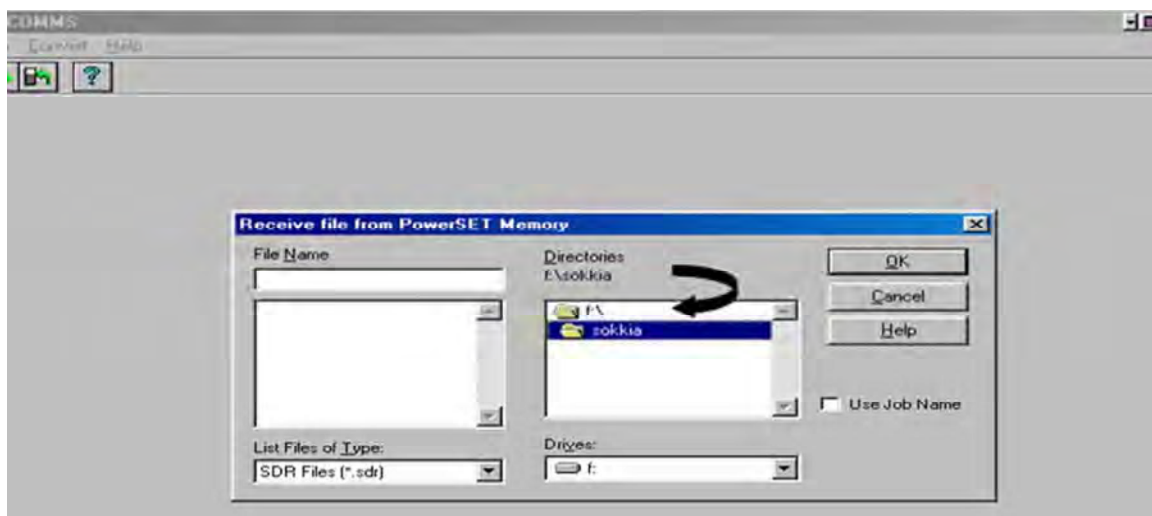 COMMS
Convert Help
Receive file from PowerSET Memory
File Name
Directories
f:\sokkia
OK
Cancel
Help
f:\
sokkia
Use Job Name
List Files of Type:
SDR Files (*.sdr)
Drives:
f: